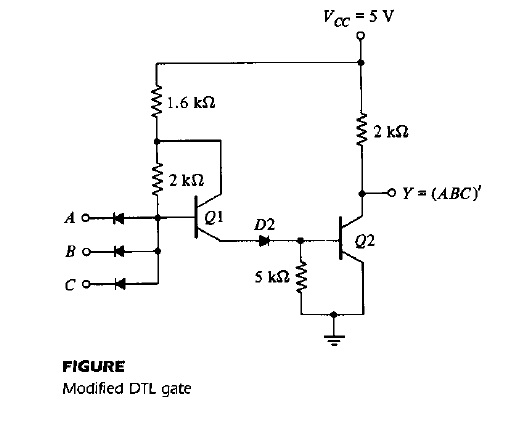 V_CC = 5 V
1.6 kΩ
2 kΩ
2 kΩ
Y = (ABC)′
A
Q1
D2
B
Q2
C
5 kΩ
FIGURE
Modified DTL gate